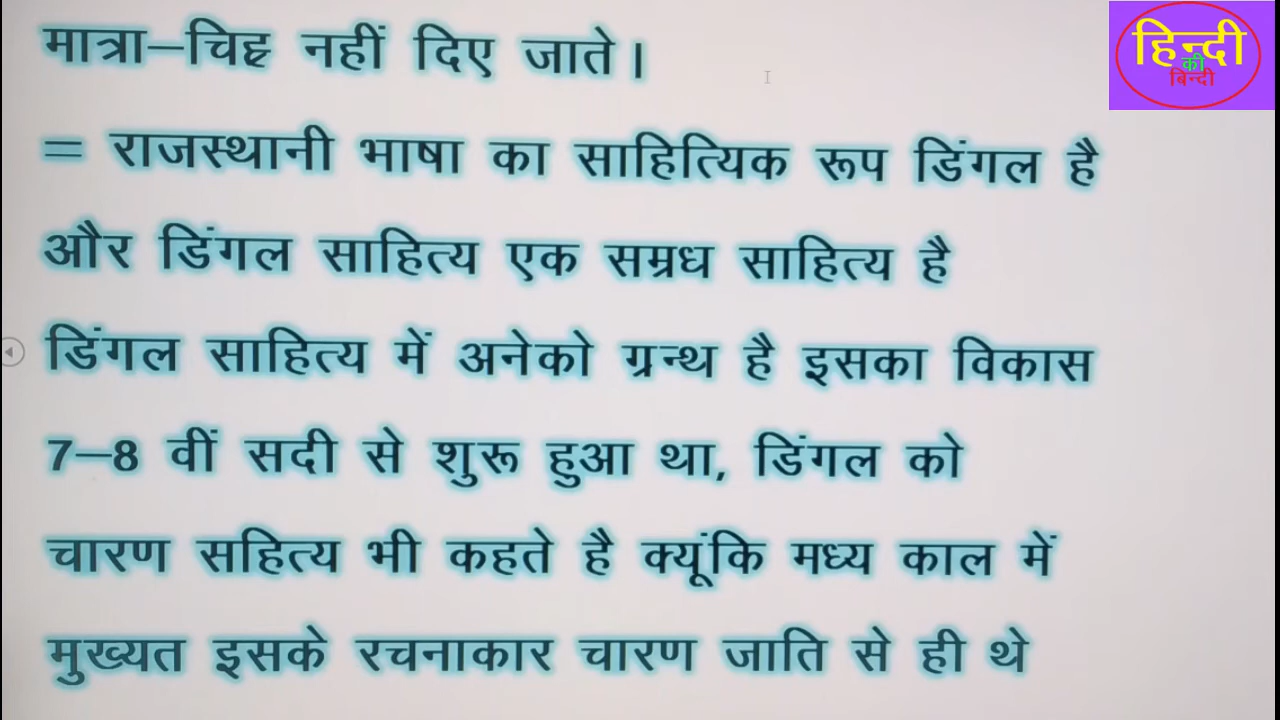 मात्रा–चिह्न नहीं दिए जाते।
= राजस्थानी भाषा का साहित्यिक रूप डिंगल है
और डिंगल साहित्य एक सम्रध साहित्य है
डिंगल साहित्य में अनेको ग्रन्थ है इसका विकास
7–8 वीं सदी से शुरू हुआ था, डिंगल को
चारण सहित्य भी कहते है क्यूंकि मध्य काल में
मुख्यत इसके रचनाकार चारण जाति से ही थे
हिन्दी
की
बिन्दी